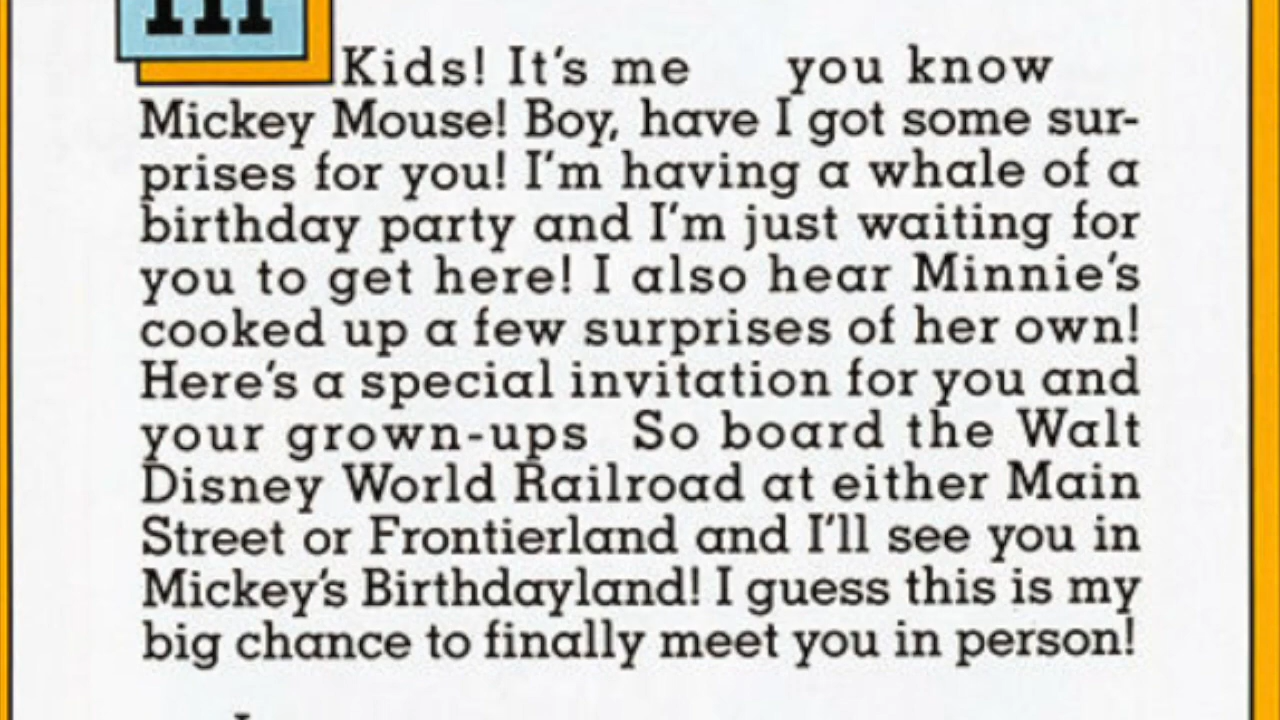 Kids! It's me you know
Mickey Mouse! Boy, have I got some sur-
prises for you! I'm having a whale of a
birthday party and I'm just waiting for
you to get here! I also hear Minnie's
cooked up a few surprises of her own!
Here's a special invitation for you and
your grown-ups So board the Walt
Disney World Railroad at either Main
Street or Frontierland and I'll see you in
Mickey's Birthdayland! I guess this is my
big chance to finally meet you in person!